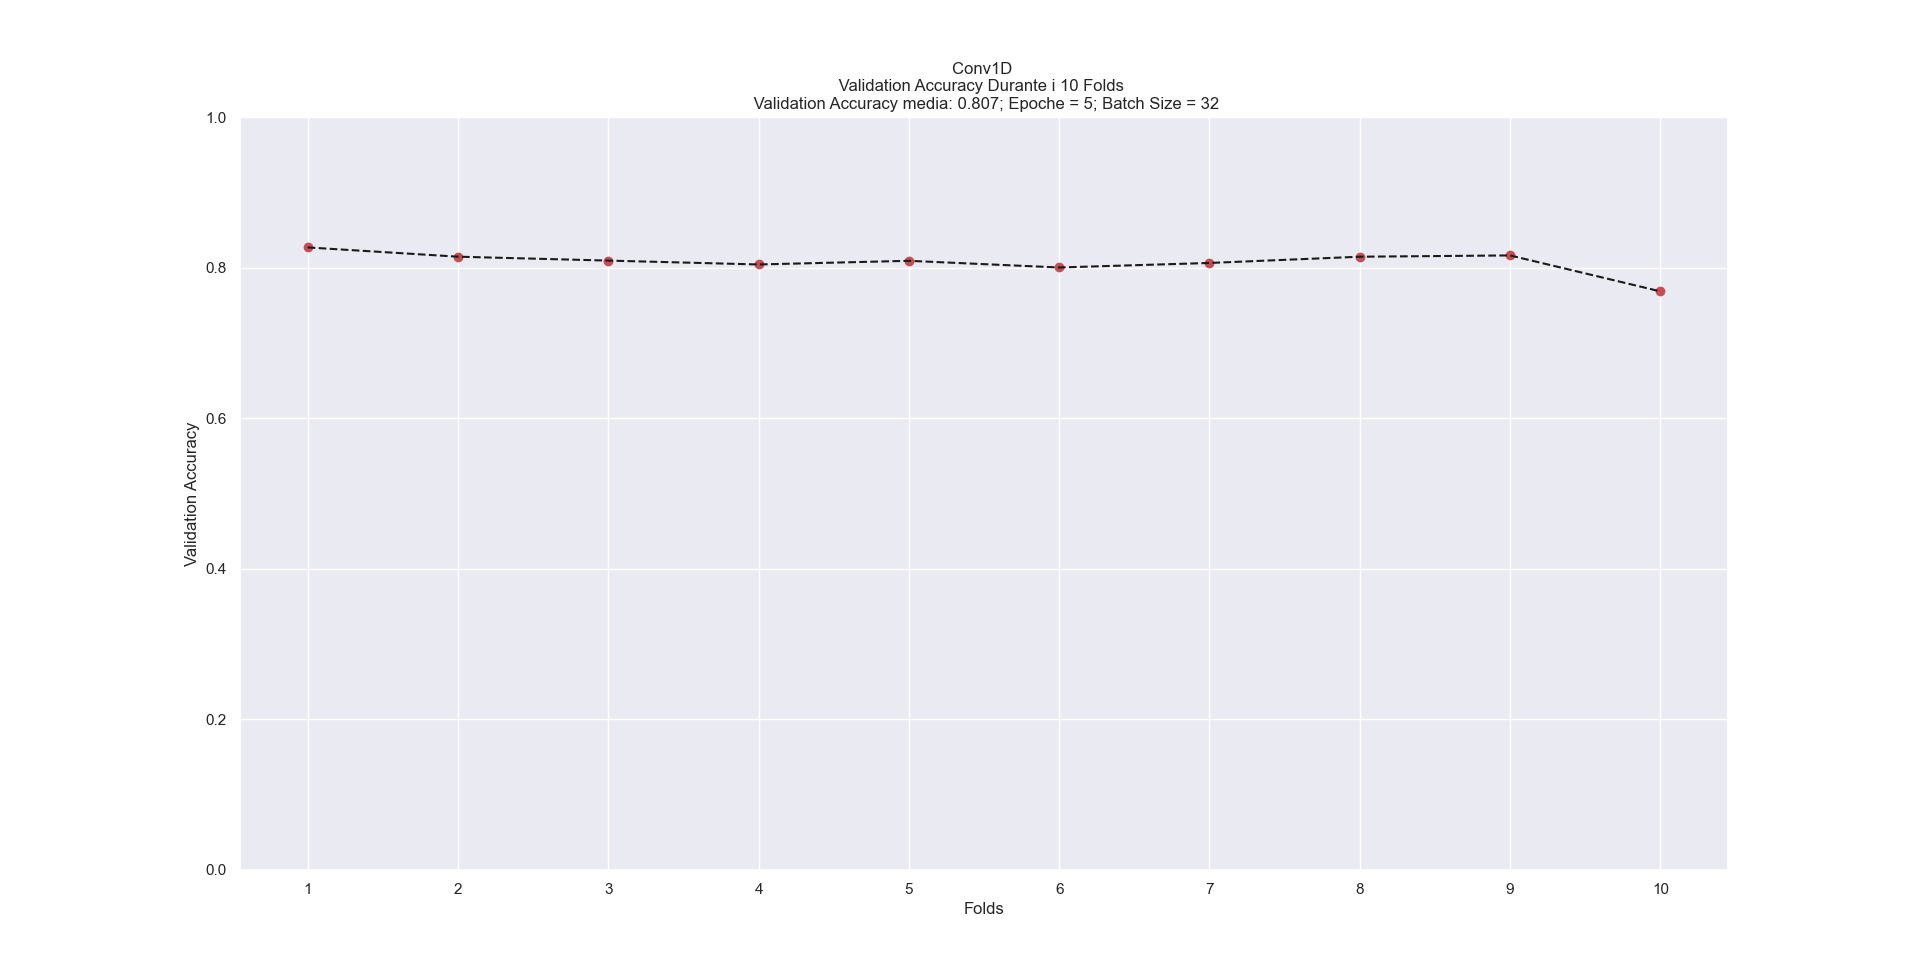 Conv1D
Validation Accuracy Durante i 10 Folds
Validation Accuracy media: 0.807; Epoche = 5; Batch Size = 32
1.0
0.8
0.6
0.4
0.2
0.0
Validation Accuracy
1 2 3 4 5 6 7 8 9 10
Folds